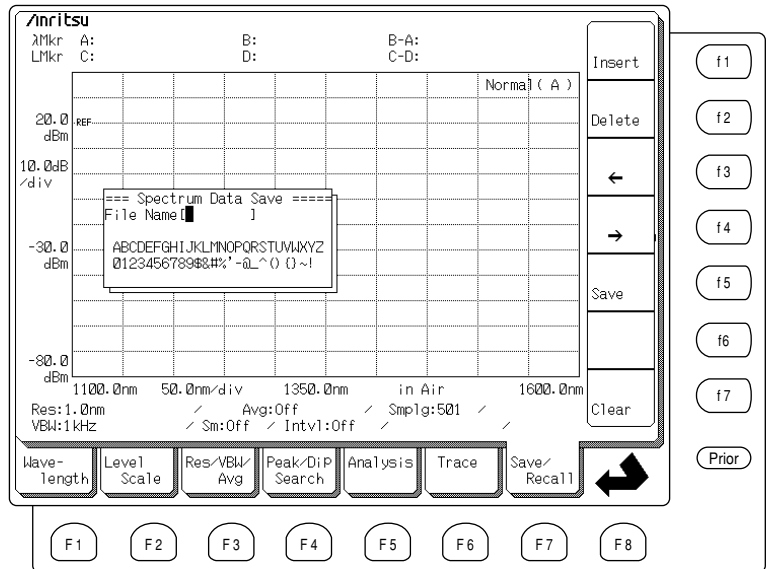 Anritsu
λMkr A: B: B-A:
LMkr C: D: C-D:
Normal( A )
20.0 REF
dBm
10.0dB
/div
=== Spectrum Data Save =====
File Name[ ]
ABCDEFGHIJKLMNOPQRSTUVWXYZ
0123456789$&#%'-@_^(){}~!
-30.0
dBm
-80.0
dBm
1100.0nm 50.0nm/div 1350.0nm in Air 1600.0nm
Res:1.0nm / Avg:Off / Smplg:501 /
VBW:1kHz / Sm:Off / Intvl:Off / /
Insert
Delete
←
→
Save
Clear
f1
f2
f3
f4
f5
f6
f7
Prior
Wave-
length
Level
Scale
Res/VBW/
Avg
Peak/Dip
Search
Analysis
Trace
Save/
Recall
F1 F2 F3 F4 F5 F6 F7 F8